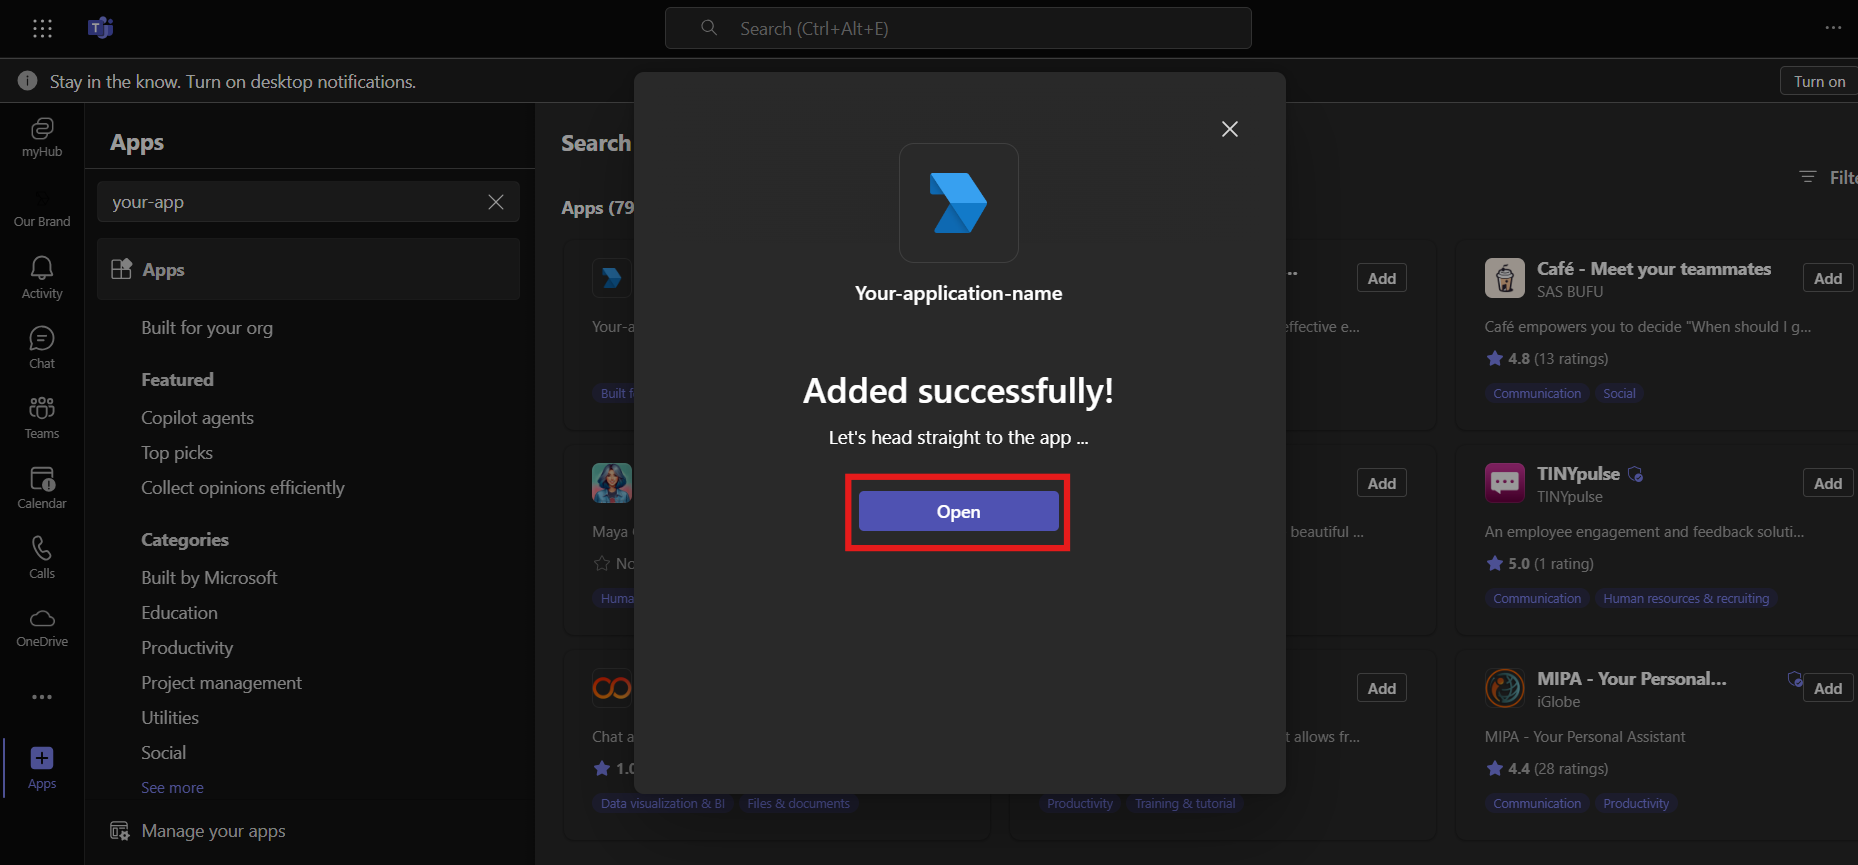 Search (Ctrl+Alt+E)
Stay in the know. Turn on desktop notifications.
Turn on
myHub
Our Brand
Activity
Chat
Teams
Calendar
Calls
OneDrive
Apps
Apps
your-app
Apps
Built for your org
Featured
Copilot agents
Top picks
Collect opinions efficiently
Categories
Built by Microsoft
Education
Productivity
Project management
Utilities
Social
See more
Manage your apps
Search
Apps (79
Your-a
Built
Maya
Huma
Chat a
1.0
Data visualization & BI
Files & documents
Your-application-name
Added successfully!
Let's head straight to the app ...
Open
...
Add
ffective e...
Add
beautiful ...
Add
t allows fr...
Productivity
Training & tutorial
Filte
Café - Meet your teammates
SAS BUFU
Add
Café empowers you to decide "When should I g...
4.8 (13 ratings)
Communication
Social
TINYpulse
TINYpulse
Add
An employee engagement and feedback soluti...
5.0 (1 rating)
Communication
Human resources & recruiting
MIPA - Your Personal...
iGlobe
Add
MIPA - Your Personal Assistant
4.4 (28 ratings)
Communication
Productivity